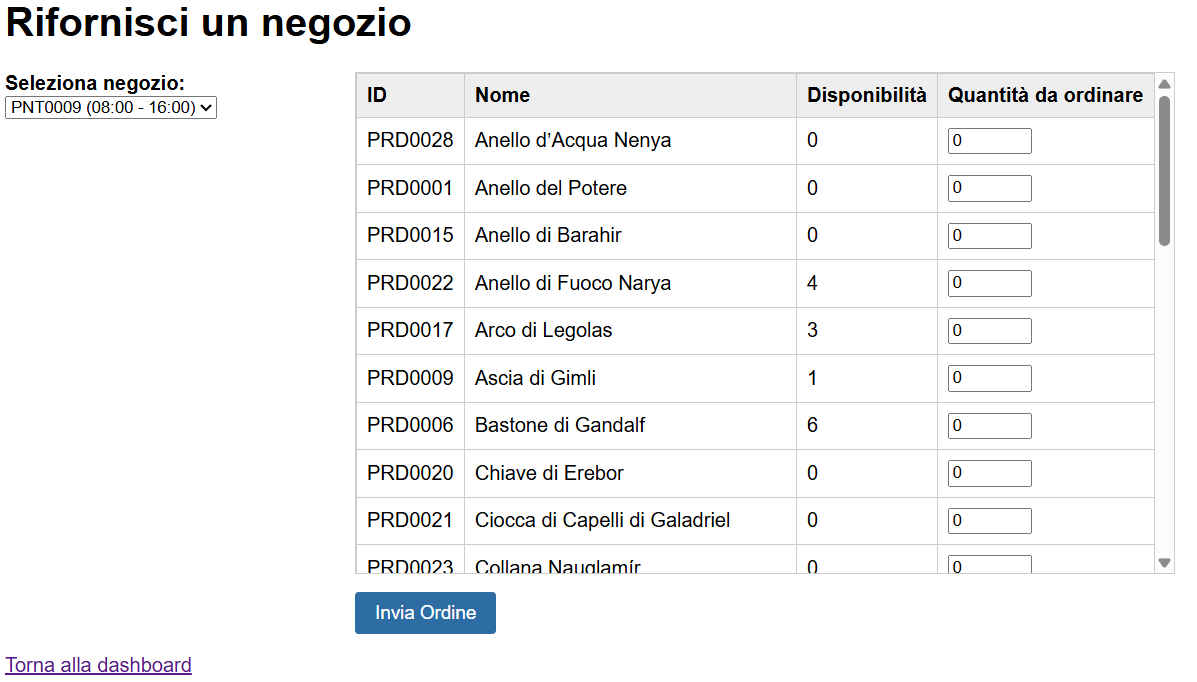 Rifornisci un negozio
Seleziona negozio:
PNT0009 (08:00 - 16:00)
ID Nome Disponibilità Quantità da ordinare
PRD0028 Anello d’Acqua Nenya 0 0
PRD0001 Anello del Potere 0 0
PRD0015 Anello di Barahir 0 0
PRD0022 Anello di Fuoco Narya 4 0
PRD0017 Arco di Legolas 3 0
PRD0009 Ascia di Gimli 1 0
PRD0006 Bastone di Gandalf 6 0
PRD0020 Chiave di Erebor 0 0
PRD0021 Ciocca di Capelli di Galadriel 0 0
PRD0023 Collana Nauglamír 0 0
Invia Ordine
Torna alla dashboard